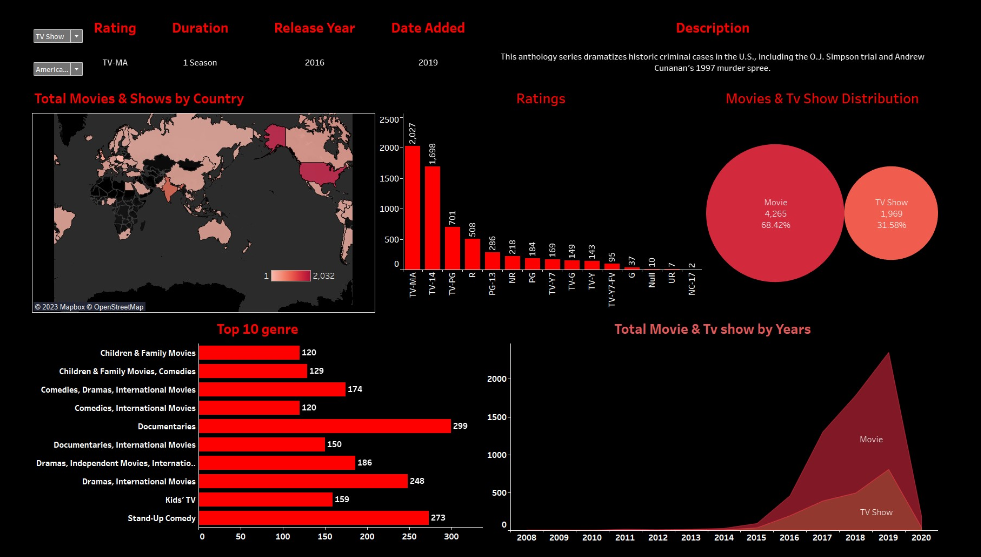 TV Show
Rating
Duration
Release Year
Date Added
Description
America...
TV-MA
1 Season
2016
2019
This anthology series dramatizes historic criminal cases in the U.S., including the O.J. Simpson trial and Andrew
Cunanan's 1997 murder spree.
Total Movies & Shows by Country
1
2,032
© 2023 Mapbox © OpenStreetMap
Ratings
2500
2000
1500
1000
500
0
2,027
1,698
701
508
286
218
184
169
149
143
95
37
10
7
2
TV-MA
TV-14
TV-PG
R
PG-13
NR
PG
TV-Y7
TV-G
TV-Y
TV-Y7-FV
G
Null
UR
NC-17
Movies & Tv Show Distribution
Movie
4,265
68.42%
TV Show
1,969
31.58%
Top 10 genre
Children & Family Movies 120
Children & Family Movies, Comedies 129
Comedies, Dramas, International Movies 174
Comedies, International Movies 120
Documentaries 299
Documentaries, International Movies 150
Dramas, Independent Movies, Internatio.. 186
Dramas, International Movies 248
Kids' TV 159
Stand-Up Comedy 273
0 50 100 150 200 250 300
Total Movie & Tv show by Years
2000
1500
1000
500
0
Movie
TV Show
2008 2009 2010 2011 2012 2013 2014 2015 2016 2017 2018 2019 2020